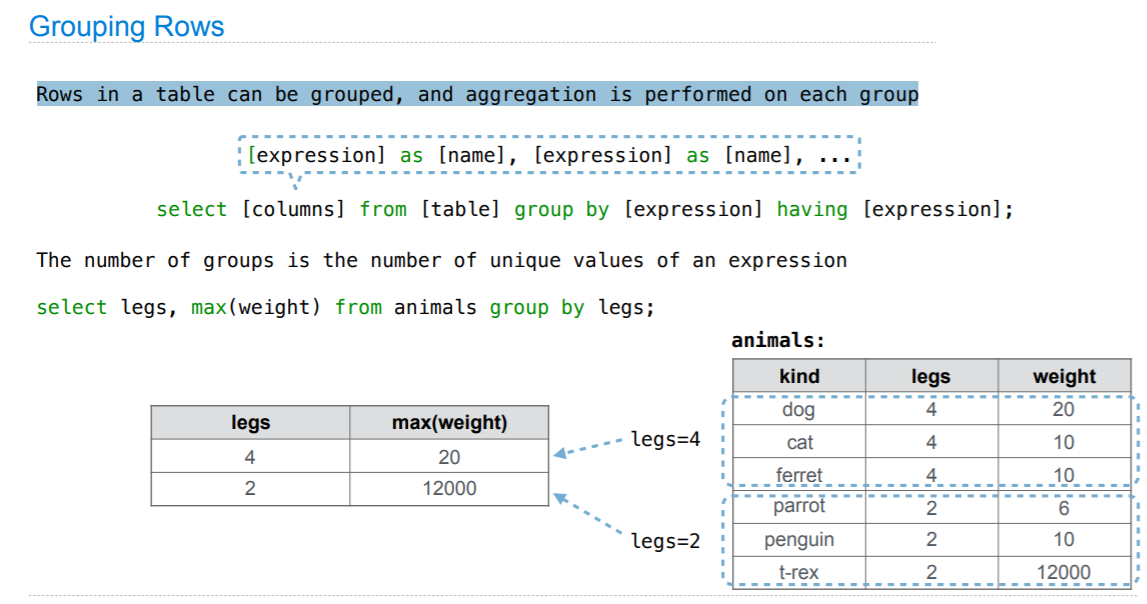 Grouping Rows
Rows in a table can be grouped, and aggregation is performed on each group
[expression] as [name], [expression] as [name], ...
select [columns] from [table] group by [expression] having [expression];
The number of groups is the number of unique values of an expression
select legs, max(weight) from animals group by legs;
animals:
kind legs weight
dog 4 20
cat 4 10
ferret 4 10
parrot 2 6
penguin 2 10
t-rex 2 12000
legs max(weight)
4 20
2 12000
legs=4
legs=2